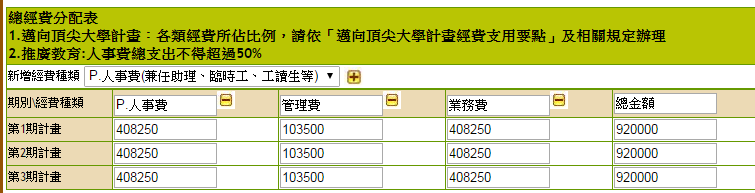 總經費分配表
1.邁向頂尖大學計畫：各類經費所佔比例，請依「邁向頂尖大學計畫經費支用要點」及相關規定辦理
2.推廣教育:人事費總支出不得超過50%
新增經費種類 P.人事費(兼任助理、臨時工、工讀生等)
期別\經費種類 P.人事費 管理費 業務費 總金額
第1期計畫 408250 103500 408250 920000
第2期計畫 408250 103500 408250 920000
第3期計畫 408250 103500 408250 920000